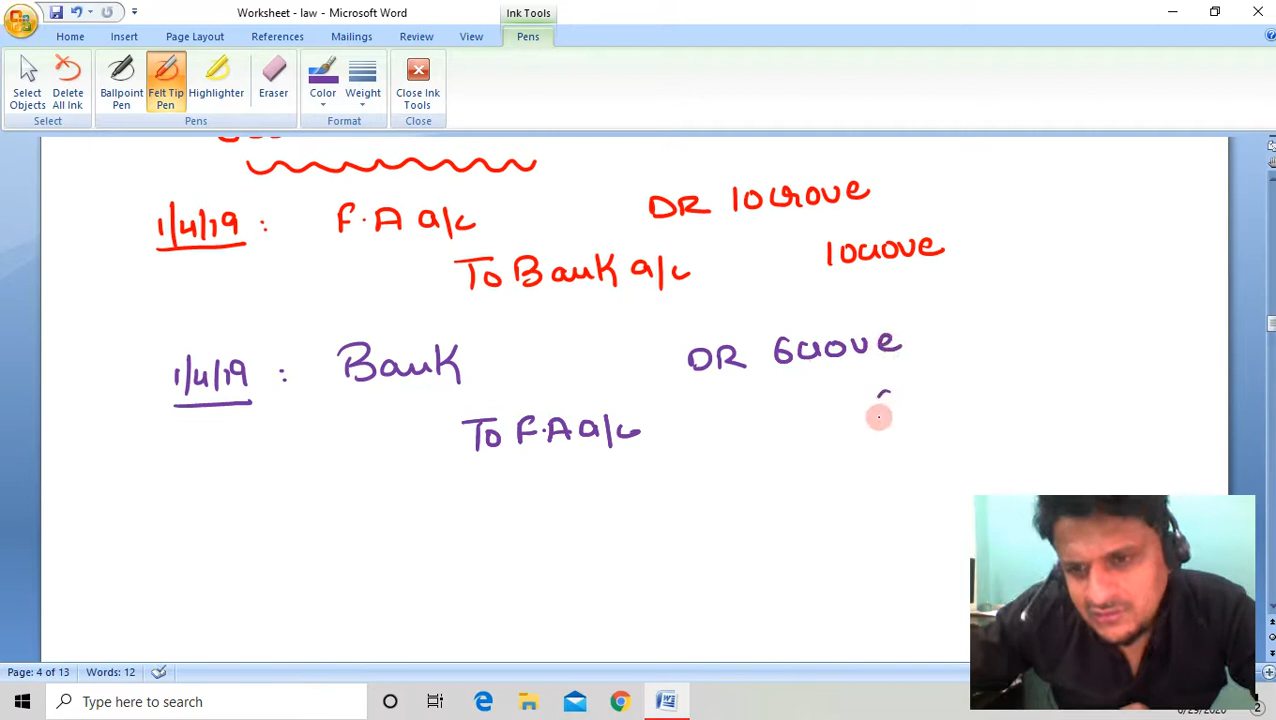 Worksheet - law - Microsoft Word
Ink Tools
Home Insert Page Layout References Mailings Review View Pens
Select Objects
Delete All Ink
Ballpoint Pen
Felt Tip Pen
Highlighter
Eraser
Color
Weight
Close Ink Tools
Select Pens Format Close
1/4/19 : F.A a/c DR 10crore
To Bank a/c 10crore
1/4/19 : Bank DR 6crore
To F.A a/c
Page: 4 of 13 Words: 12
Type here to search